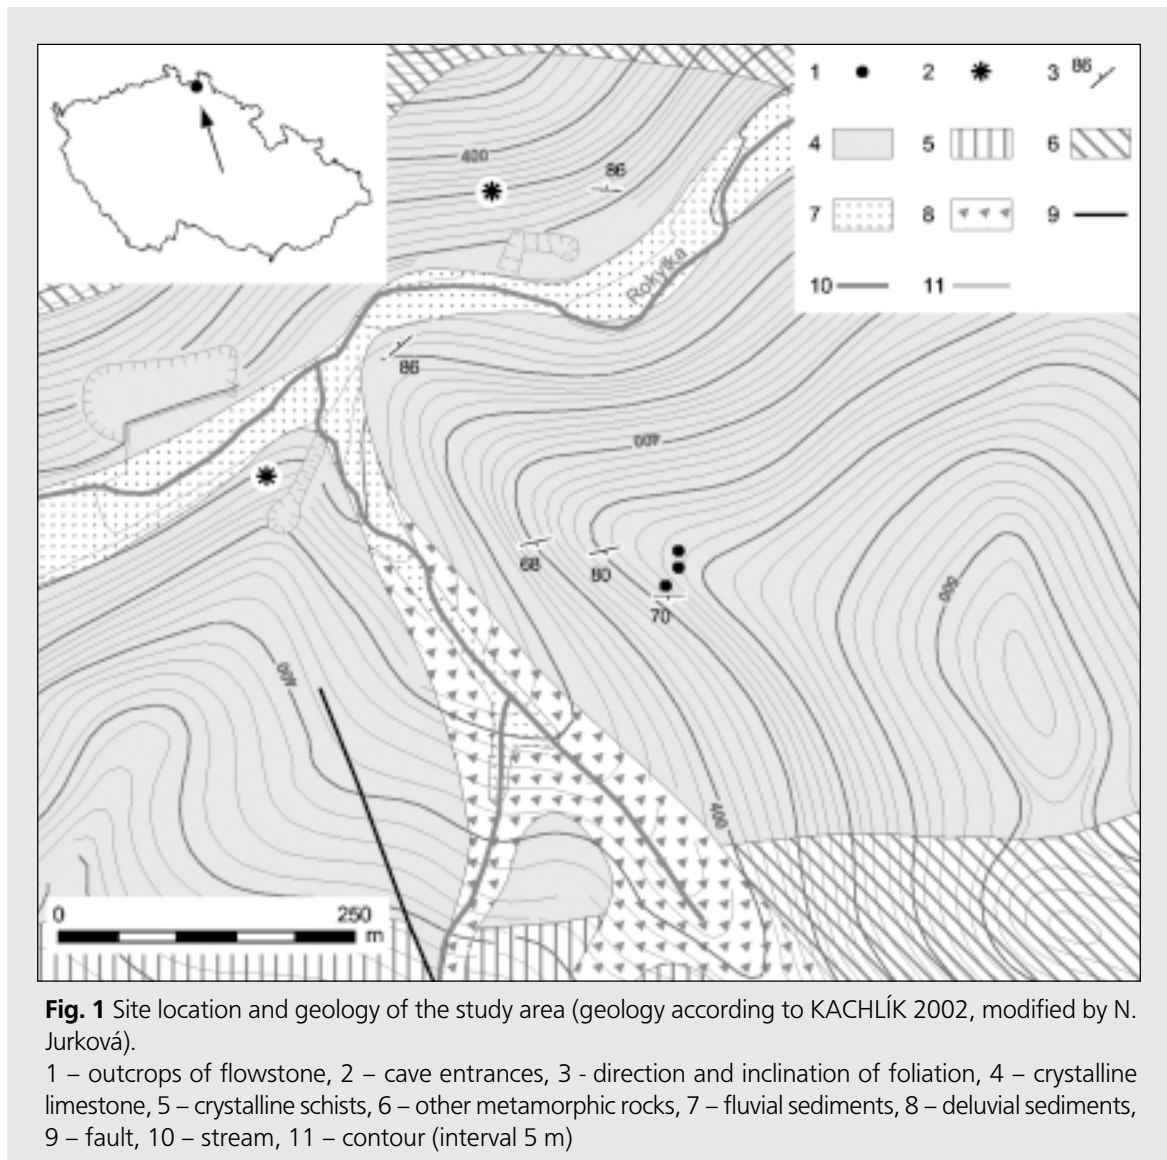 1 2 3 86
400
86
4 5 6
7 8 9
Rokytka
10 11
86
400
68
80
70
500
400
400
0 250
m
Fig. 1 Site location and geology of the study area (geology according to KACHLÍK 2002, modified by N.
Jurková).
1 – outcrops of flowstone, 2 – cave entrances, 3 - direction and inclination of foliation, 4 – crystalline
limestone, 5 – crystalline schists, 6 – other metamorphic rocks, 7 – fluvial sediments, 8 – deluvial sediments,
9 – fault, 10 – stream, 11 – contour (interval 5 m)